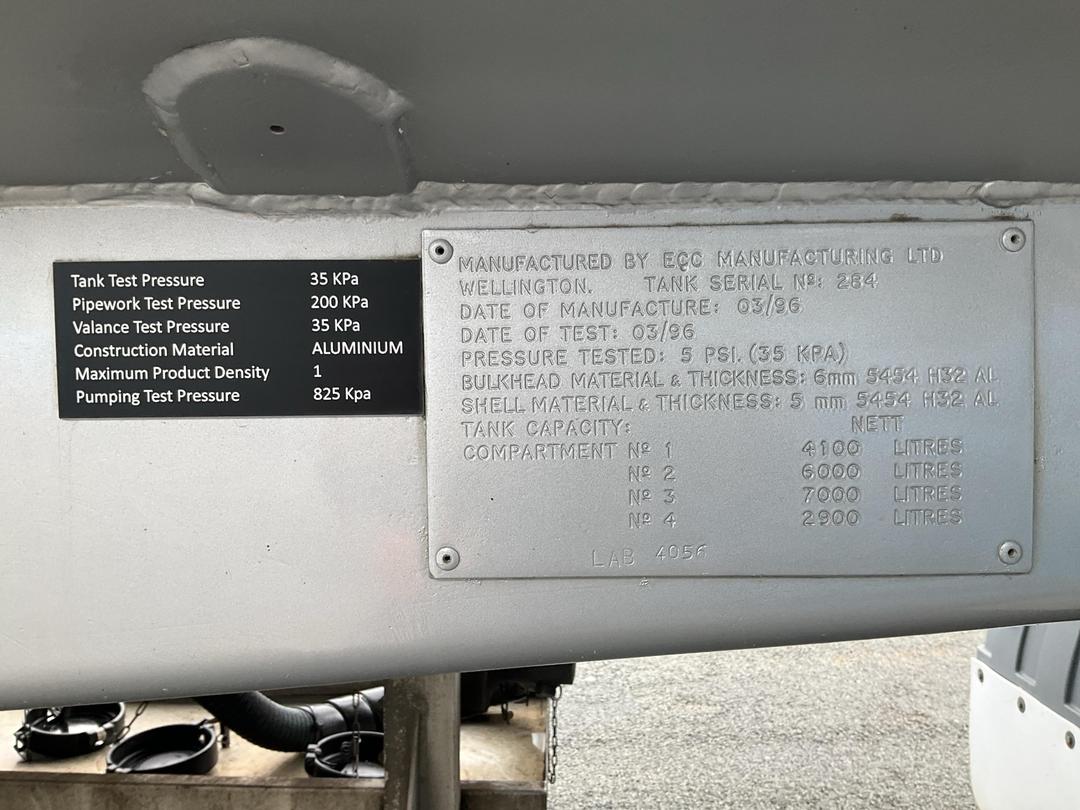 Tank Test Pressure 35 KPa
Pipework Test Pressure 200 KPa
Valance Test Pressure 35 KPa
Construction Material ALUMINIUM
Maximum Product Density 1
Pumping Test Pressure 825 Kpa
MANUFACTURED BY ECC MANUFACTURING LTD
WELLINGTON. TANK SERIAL Nº: 284
DATE OF MANUFACTURE: 03/96
DATE OF TEST: 03/96
PRESSURE TESTED: 5 PSI. (35 KPA)
BULKHEAD MATERIAL & THICKNESS: 6mm 5454 H32 AL
SHELL MATERIAL & THICKNESS: 5 mm 5454 H32 AL
TANK CAPACITY: NETT
COMPARTMENT Nº 1 4100 LITRES
Nº 2 6000 LITRES
Nº 3 7000 LITRES
Nº 4 2900 LITRES
LAB 4056